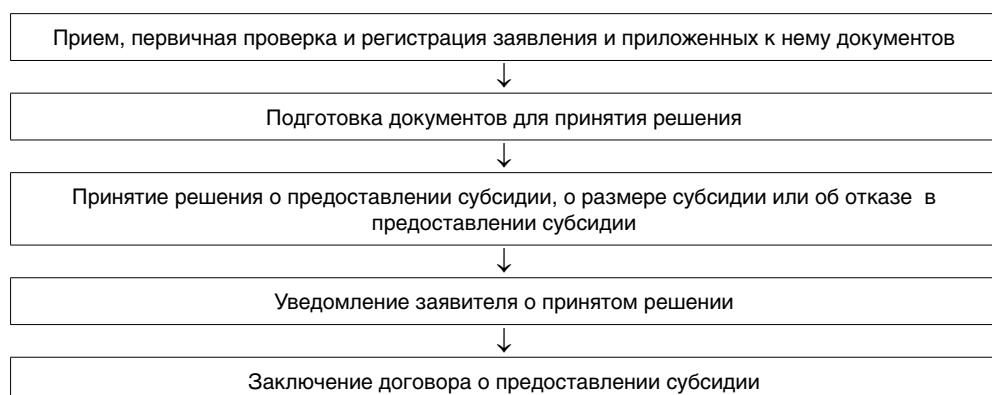 Прием, первичная проверка и регистрация заявления и приложенных к нему документов
↓
Подготовка документов для принятия решения
↓
Принятие решения о предоставлении субсидии, о размере субсидии или об отказе  в
предоставлении субсидии
↓
Уведомление заявителя о принятом решении
↓
Заключение договора о предоставлении субсидии